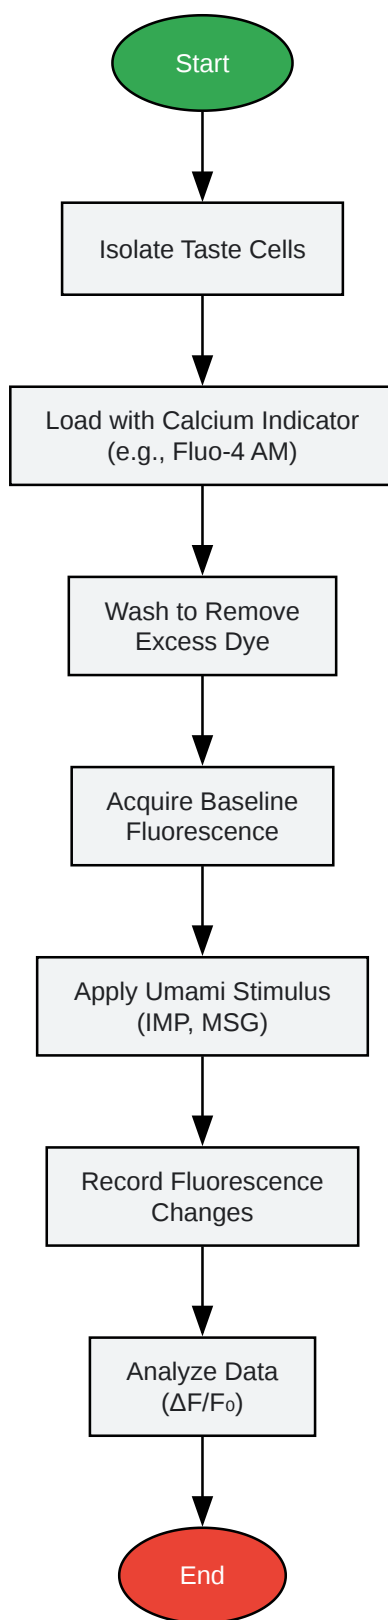 Start
Isolate Taste Cells
Load with Calcium Indicator
(e.g., Fluo-4 AM)
Wash to Remove
Excess Dye
Acquire Baseline
Fluorescence
Apply Umami Stimulus
(IMP, MSG)
Record Fluorescence
Changes
Analyze Data
(ΔF/F₀)
End